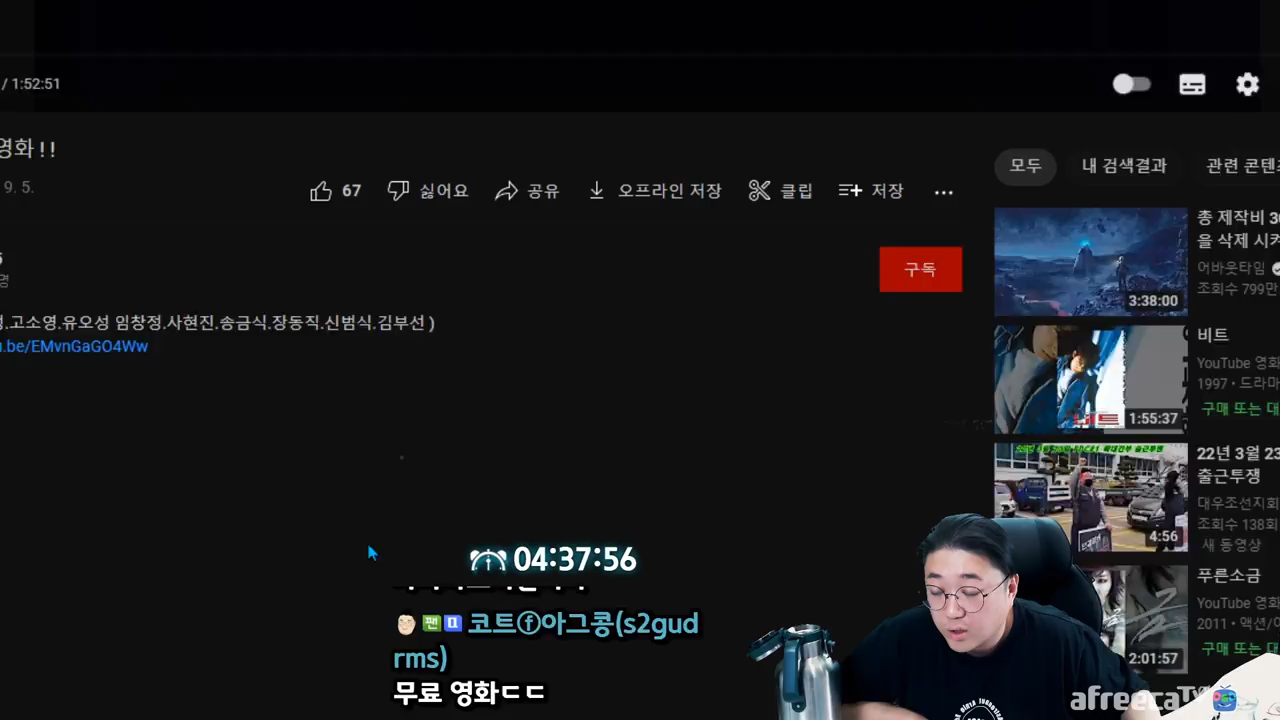 / 1:52:51
영화 ! !
9. 5.
67
싫어요
공유
오프라인 저장
클립
저장
구독
.고소영.유오성 임창정.사현진.송금식.장동직.신범식.김부선 )
.be/EMvnGaGO4Ww
모두
내 검색결과
관련 콘텐
총 제작비
을 삭제 시켜
어바웃타임
조회수 799만
3:38:00
비트
YouTube 영화
1997 • 드라마
구매 또는 대
비트
1:55:37
22년 3월 23
출근투쟁
대우조선지회
조회수 138회
새 동영상
4:56
푸른소금
YouTube 영화
2011 • 액션/
구매 또는 대
2:01:57
04:37:56
팬
코트ⓕ아그콩(s2gud
rms)
무료 영화ㄷㄷ
afreecaTV